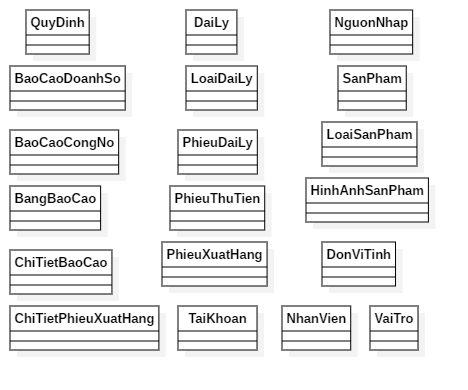 QuyDinh
DaiLy
NguonNhap
BaoCaoDoanhSo
LoaiDaiLy
SanPham
BaoCaoCongNo
PhieuDaiLy
LoaiSanPham
BangBaoCao
PhieuThuTien
HinhAnhSanPham
ChiTietBaoCao
PhieuXuatHang
DonViTinh
ChiTietPhieuXuatHang
TaiKhoan
NhanVien
VaiTro